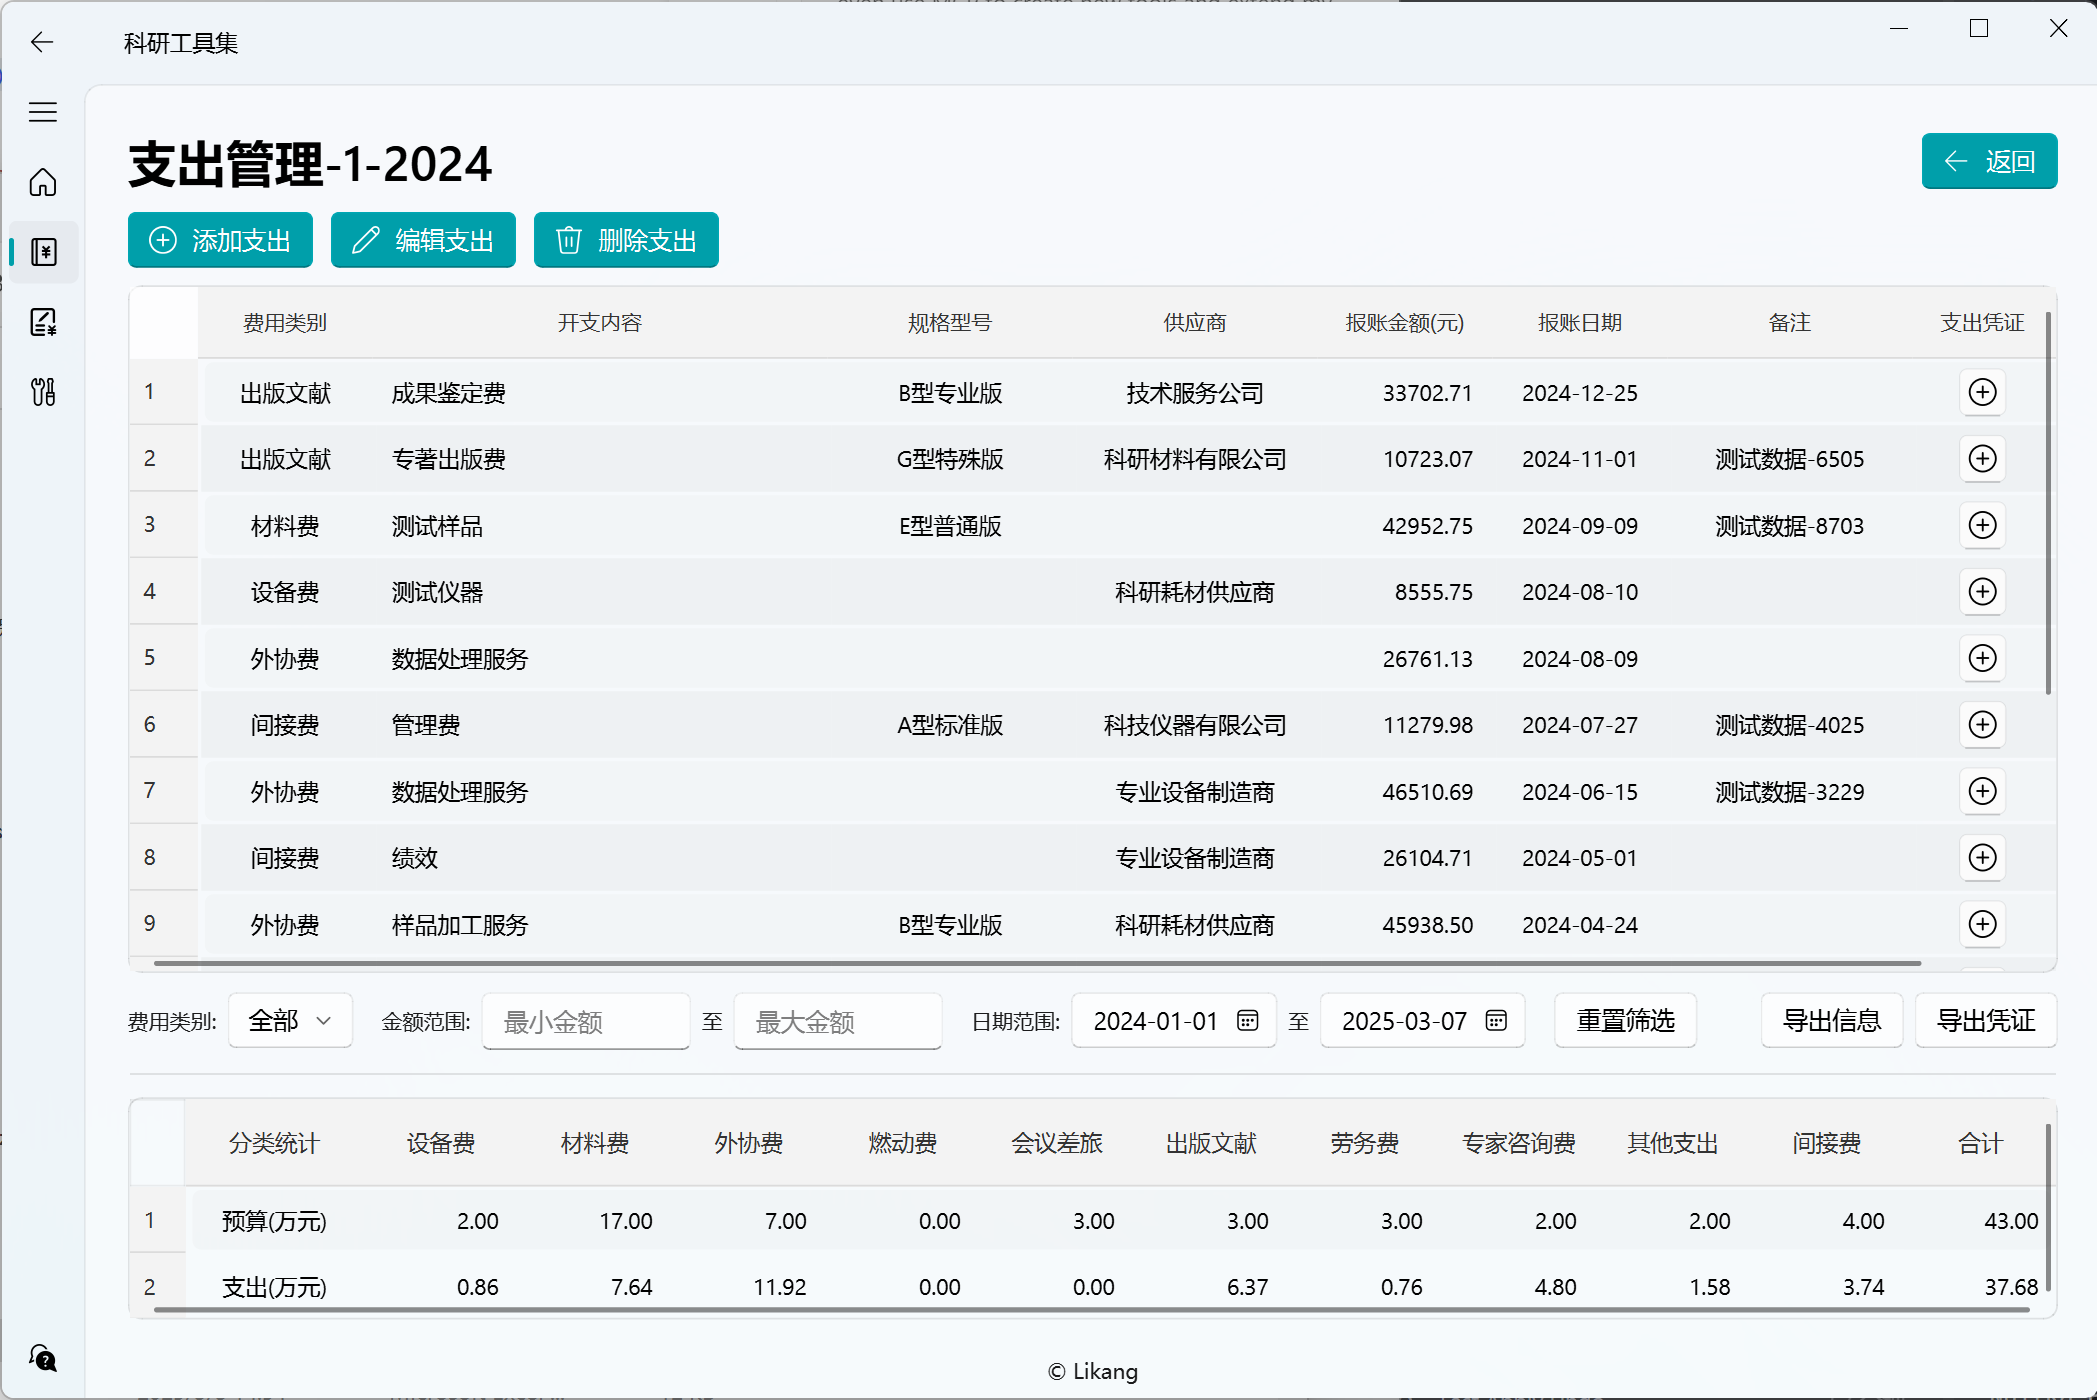 科研工具集
支出管理-1-2024
返回
添加支出 编辑支出 删除支出
费用类别 开支内容 规格型号 供应商 报账金额(元) 报账日期 备注 支出凭证
1 出版文献 成果鉴定费 B型专业版 技术服务公司 33702.71 2024-12-25
2 出版文献 专著出版费 G型特殊版 科研材料有限公司 10723.07 2024-11-01 测试数据-6505
3 材料费 测试样品 E型普通版 42952.75 2024-09-09 测试数据-8703
4 设备费 测试仪器 科研耗材供应商 8555.75 2024-08-10
5 外协费 数据处理服务 26761.13 2024-08-09
6 间接费 管理费 A型标准版 科技仪器有限公司 11279.98 2024-07-27 测试数据-4025
7 外协费 数据处理服务 专业设备制造商 46510.69 2024-06-15 测试数据-3229
8 间接费 绩效 专业设备制造商 26104.71 2024-05-01
9 外协费 样品加工服务 B型专业版 科研耗材供应商 45938.50 2024-04-24
费用类别: 全部 金额范围: 最小金额 至 最大金额 日期范围: 2024-01-01 至 2025-03-07 重置筛选 导出信息 导出凭证
分类统计 设备费 材料费 外协费 燃动费 会议差旅 出版文献 劳务费 专家咨询费 其他支出 间接费 合计
1 预算(万元) 2.00 17.00 7.00 0.00 3.00 3.00 3.00 2.00 2.00 4.00 43.00
2 支出(万元) 0.86 7.64 11.92 0.00 0.00 6.37 0.76 4.80 1.58 3.74 37.68
© Likang